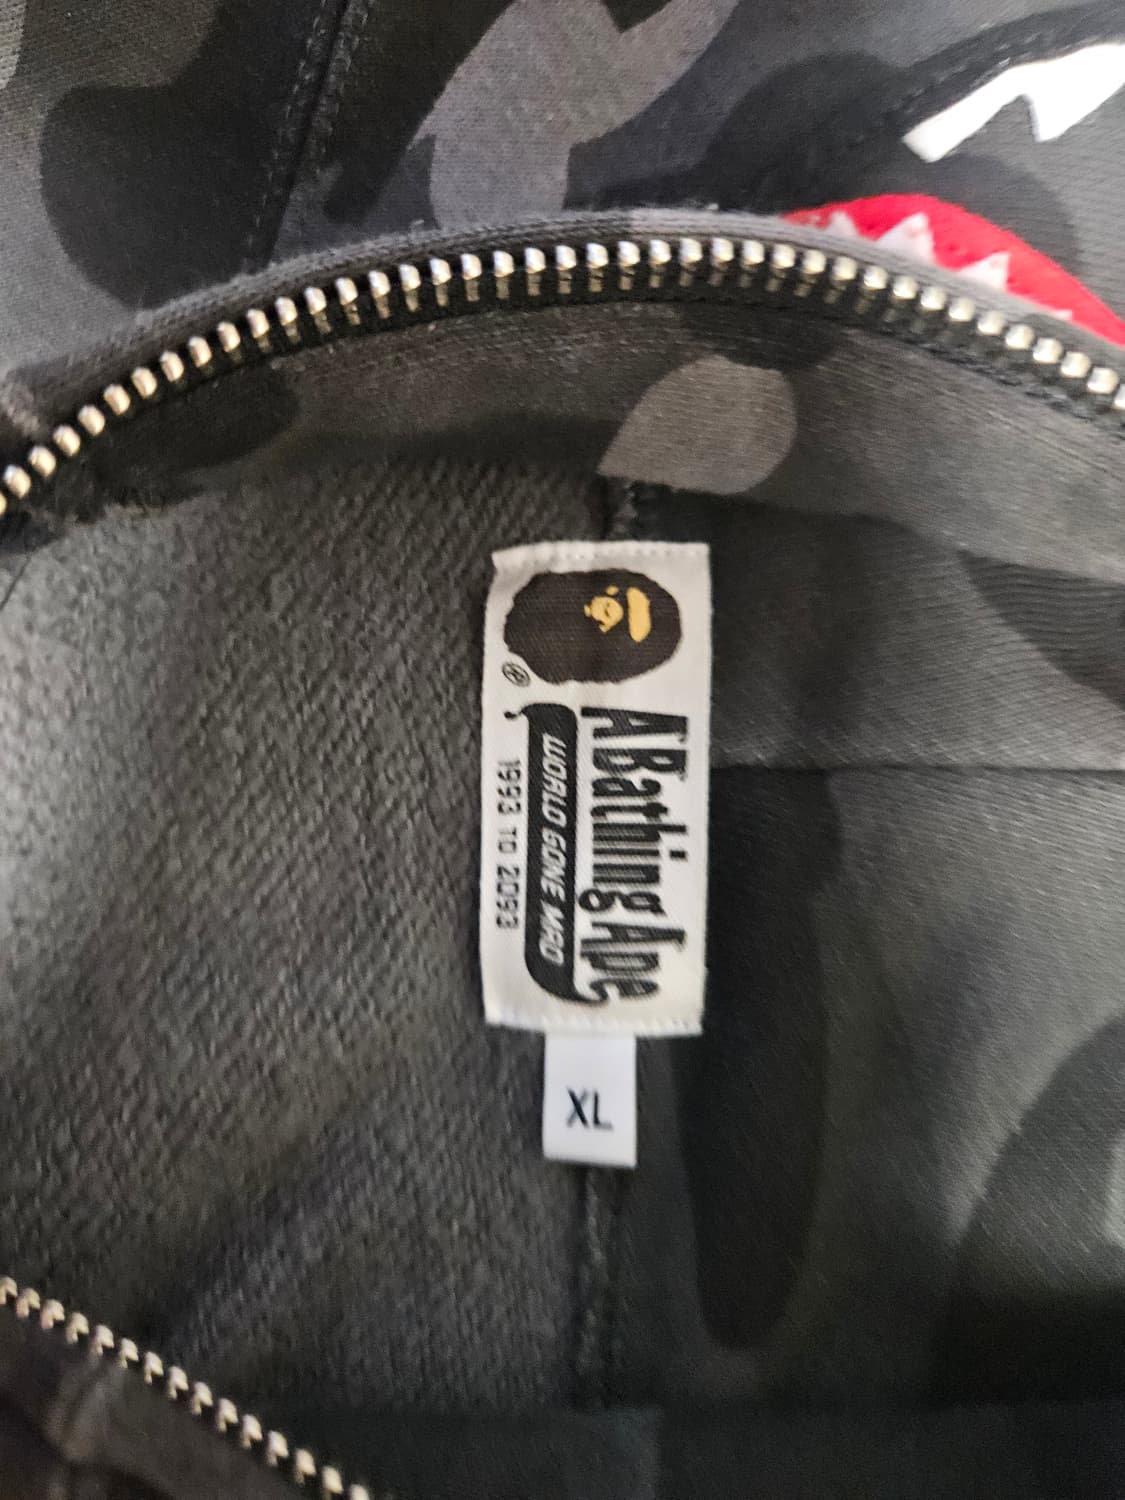 ®
A Bathing Ape
WORLD GONE MAD
1993 TO 2093
XL